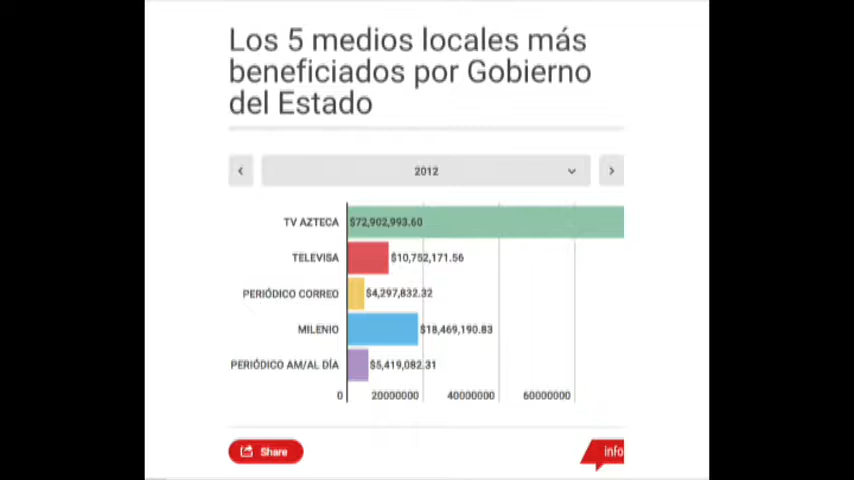 Los 5 medios locales más
beneficiados por Gobierno
del Estado
2012
TV AZTECA $72,902,993.60
TELEVISA $10,752,171.56
PERIÓDICO CORREO $4,297,832.32
MILENIO $18,469,190.83
PERIÓDICO AM/AL DÍA $5,419,082.31
0 20000000 40000000 60000000
Share
info